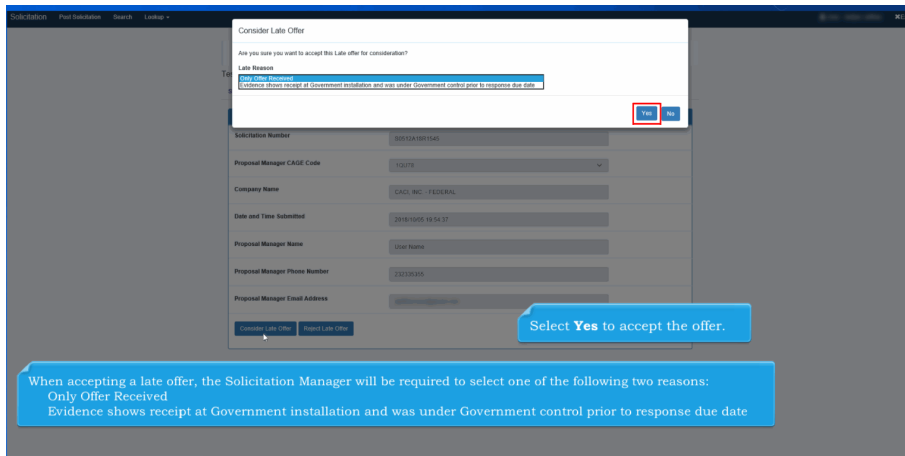 Solicitation Post Solicitation Search Lookup
Consider Late Offer
Are you sure you want to accept this Late offer for consideration?
Late Reason
Only Offer Received
Evidence shows receipt at Government installation and was under Government control prior to response due date
Yes No
Solicitation Number
Proposal Manager CAGE Code
Company Name CACI, INC. - FEDERAL
Date and Time Submitted
Proposal Manager Name User Name
Proposal Manager Phone Number
Proposal Manager Email Address
Consider Late Offer Reject Late Offer
Select Yes to accept the offer.
When accepting a late offer, the Solicitation Manager will be required to select one of the following two reasons:
Only Offer Received
Evidence shows receipt at Government installation and was under Government control prior to response due date